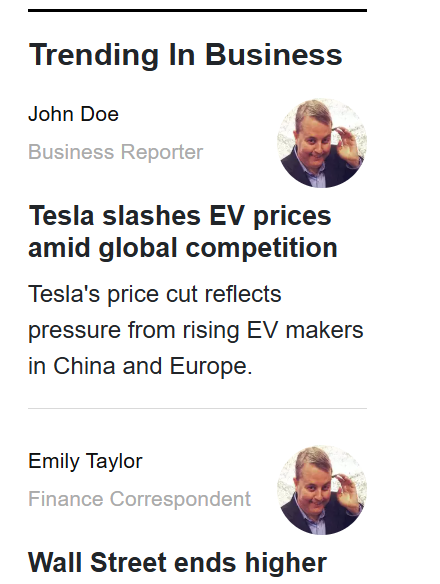 Trending In Business
John Doe
Business Reporter
Tesla slashes EV prices
amid global competition
Tesla's price cut reflects
pressure from rising EV makers
in China and Europe.
Emily Taylor
Finance Correspondent
Wall Street ends higher